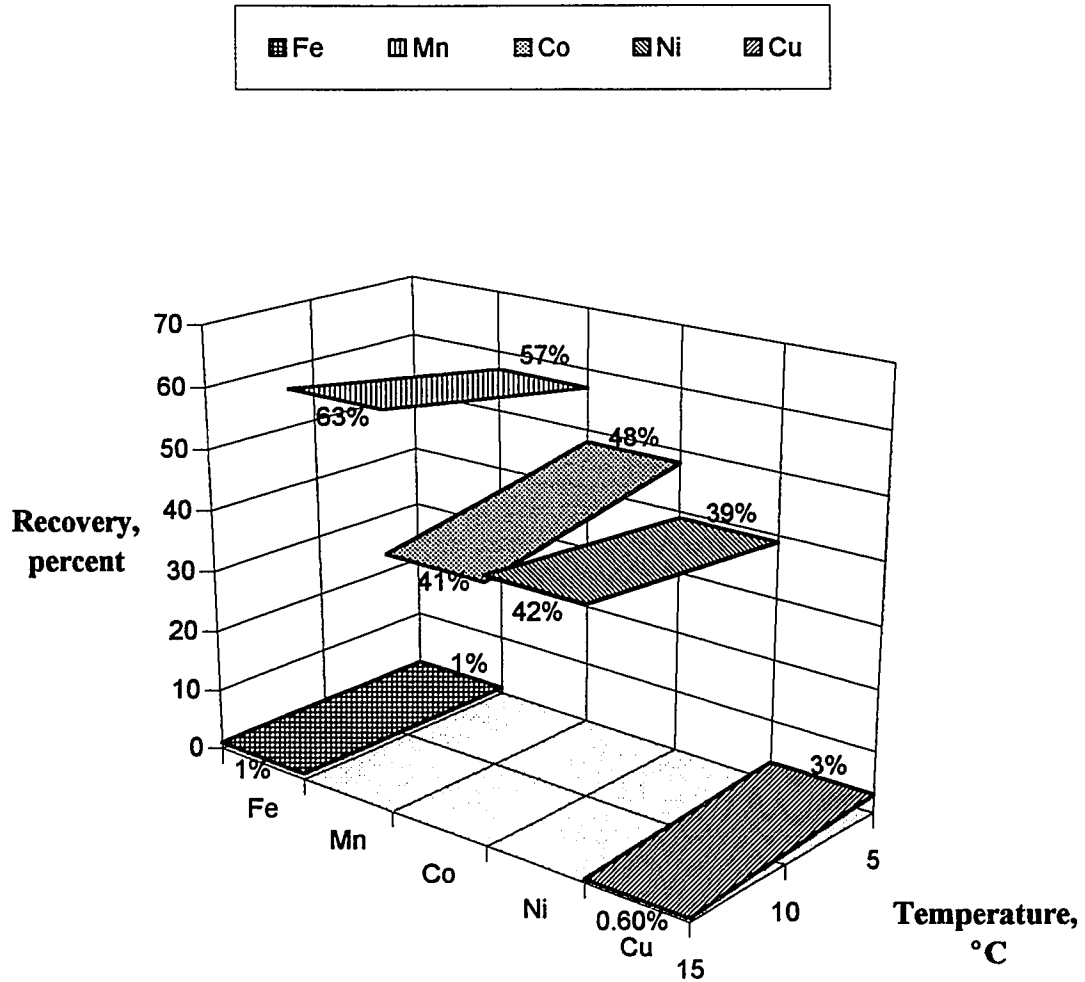 Fe Mn Co Ni Cu
70
60
50
40
30
20
10
0
Recovery,
percent
57%
63%
48%
41%
39%
42%
1%
1%
3%
0.60%
Fe
Mn
Co
Ni
Cu
5
10
15
Temperature,
°C